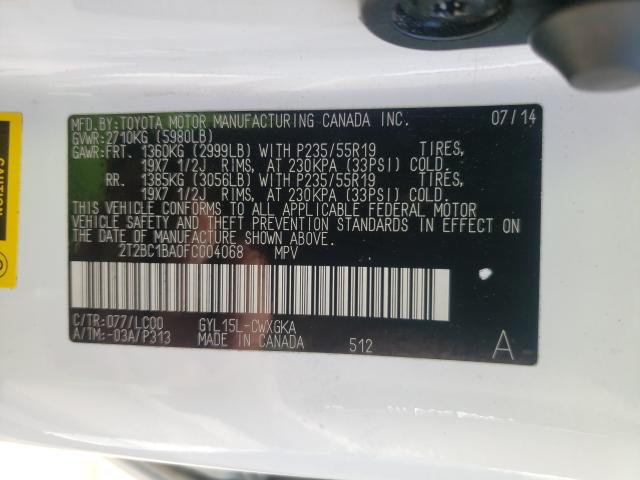 MFD.BY:TOYOTA MOTOR MANUFACTURING CANADA INC. 07/14
GVWR:2710KG (5980LB)
GAWR:FRT. 1360KG (2999LB) WITH P235/55R19 TIRES,
19X7 1/2J RIMS, AT 230KPA (33PSI) COLD.
RR. 1385KG (3056LB) WITH P235/55R19 TIRES,
19X7 1/2J RIMS, AT 230KPA (33PSI) COLD.
THIS VEHICLE CONFORMS TO ALL APPLICABLE FEDERAL MOTOR
VEHICLE SAFETY AND THEFT PREVENTION STANDARDS IN EFFECT ON
THE DATE OF MANUFACTURE SHOWN ABOVE.
2T2BC1BA0FC004068 MPV
C/TR:077/LC00 GYL15L-CWXGKA
A/TM:-03A/P313 MADE IN CANADA 512 A
CAUTION